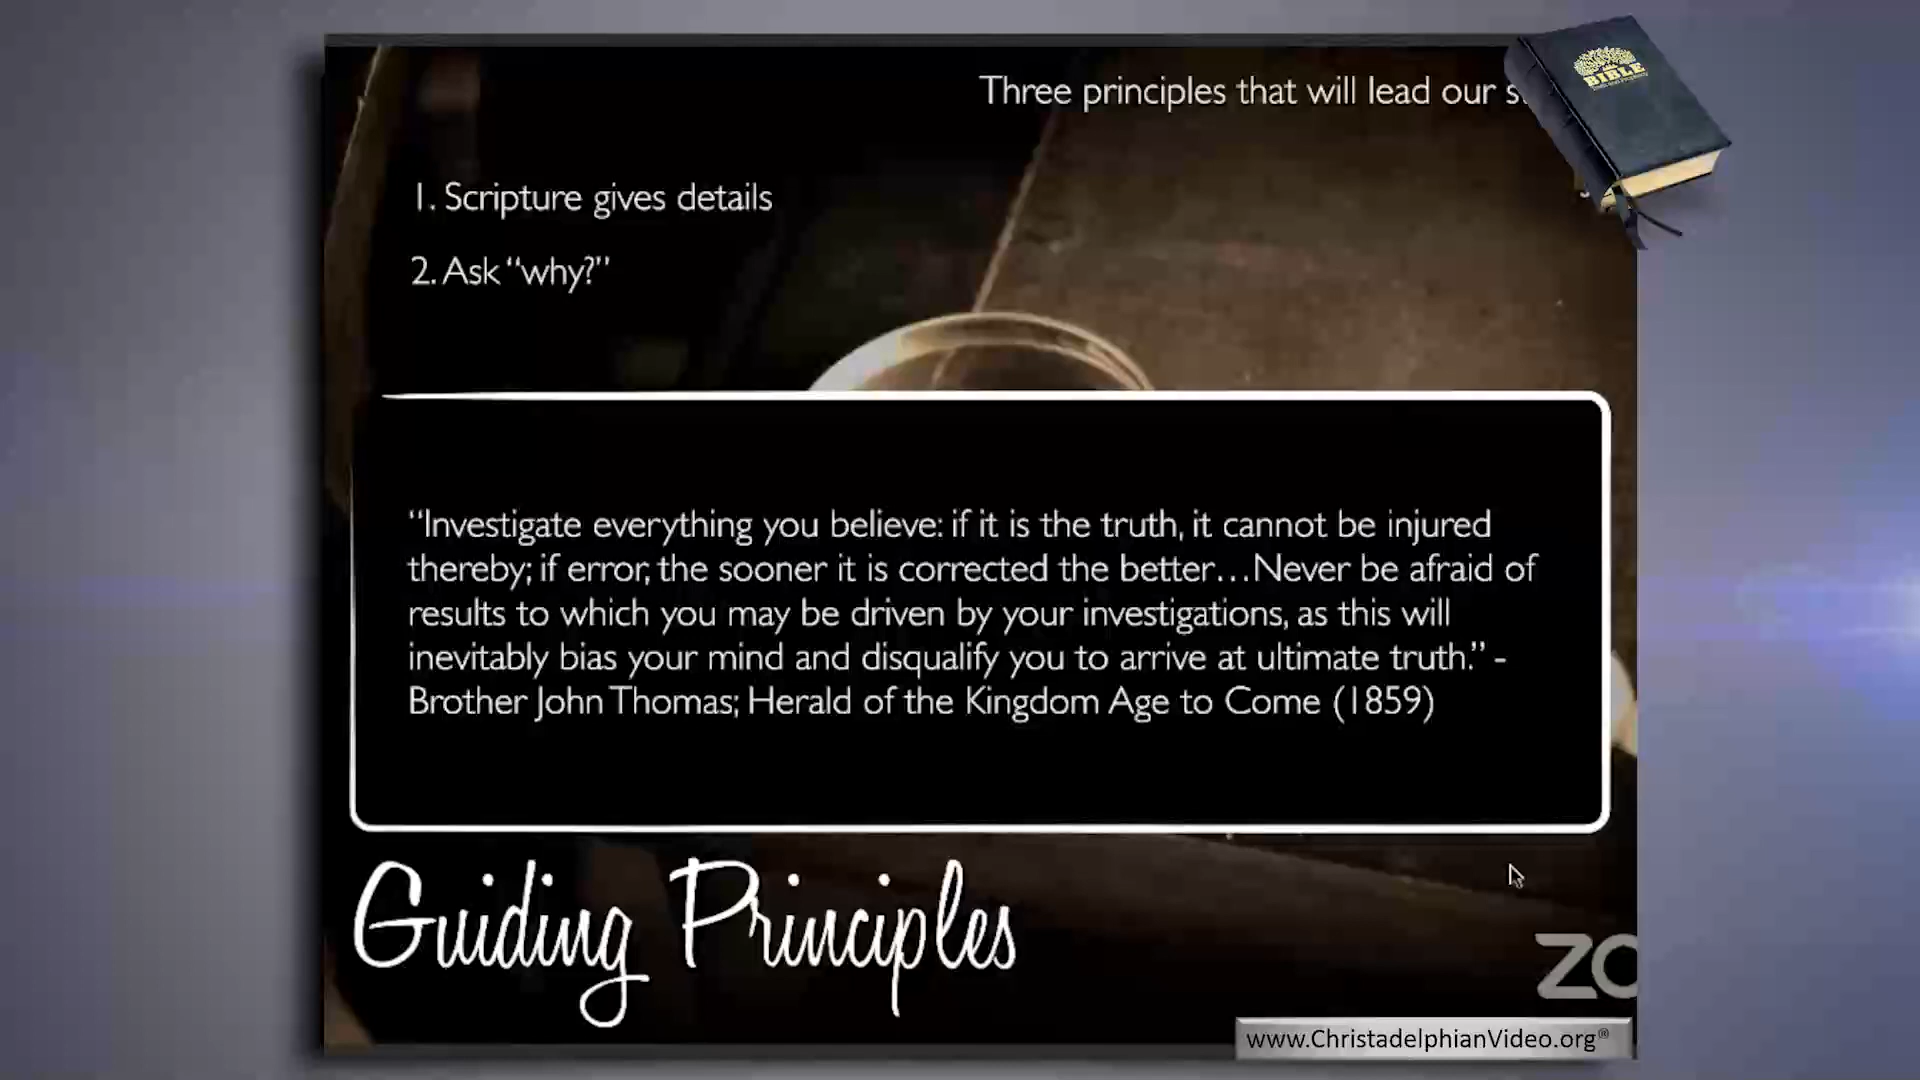 Three principles that will lead our
BIBLE
1. Scripture gives details
2. Ask “why?”
“Investigate everything you believe: if it is the truth, it cannot be injured
thereby; if error, the sooner it is corrected the better…Never be afraid of
results to which you may be driven by your investigations, as this will
inevitably bias your mind and disqualify you to arrive at ultimate truth.” -
Brother John Thomas; Herald of the Kingdom Age to Come (1859)
Guiding Principles
www.ChristadelphianVideo.org®